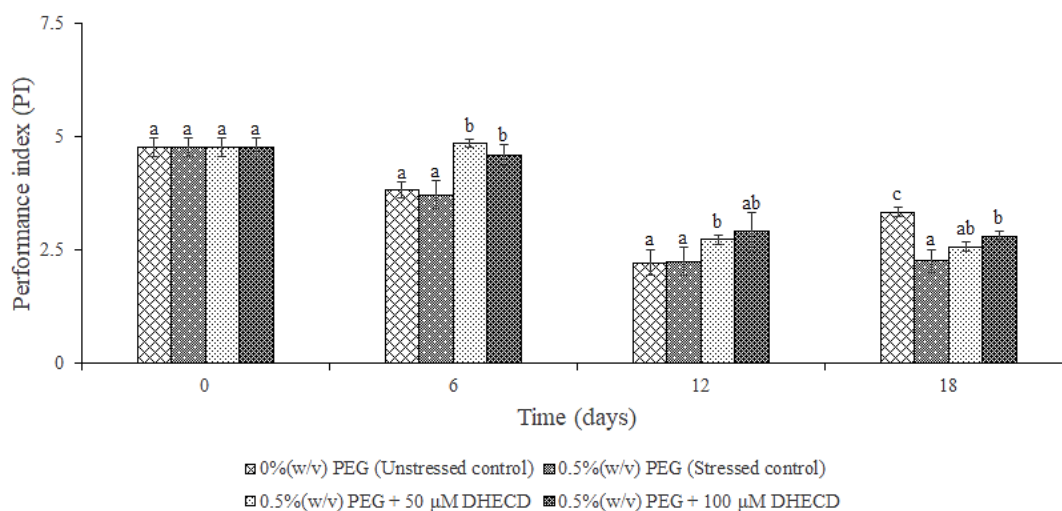 7.5
5
2.5
0
Performance index (PI)
a a a a
a a b b
a a b ab
c a ab b
0 6 12 18
Time (days)
0%(w/v) PEG (Unstressed control) 0.5%(w/v) PEG (Stressed control)
0.5%(w/v) PEG + 50 μM DHECD 0.5%(w/v) PEG + 100 μM DHECD